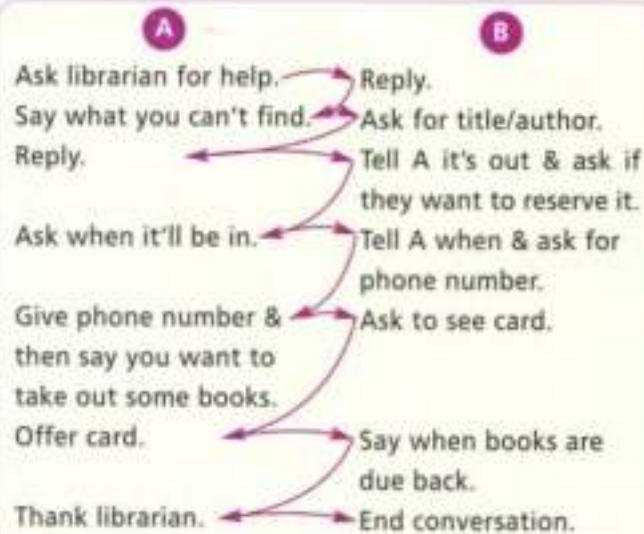 A
B
Ask librarian for help.
Reply.
Say what you can't find.
Ask for title/author.
Reply.
Tell A it's out & ask if
they want to reserve it.
Ask when it'll be in.
Tell A when & ask for
phone number.
Give phone number &
then say you want to
take out some books.
Ask to see card.
Offer card.
Say when books are
due back.
Thank librarian.
End conversation.